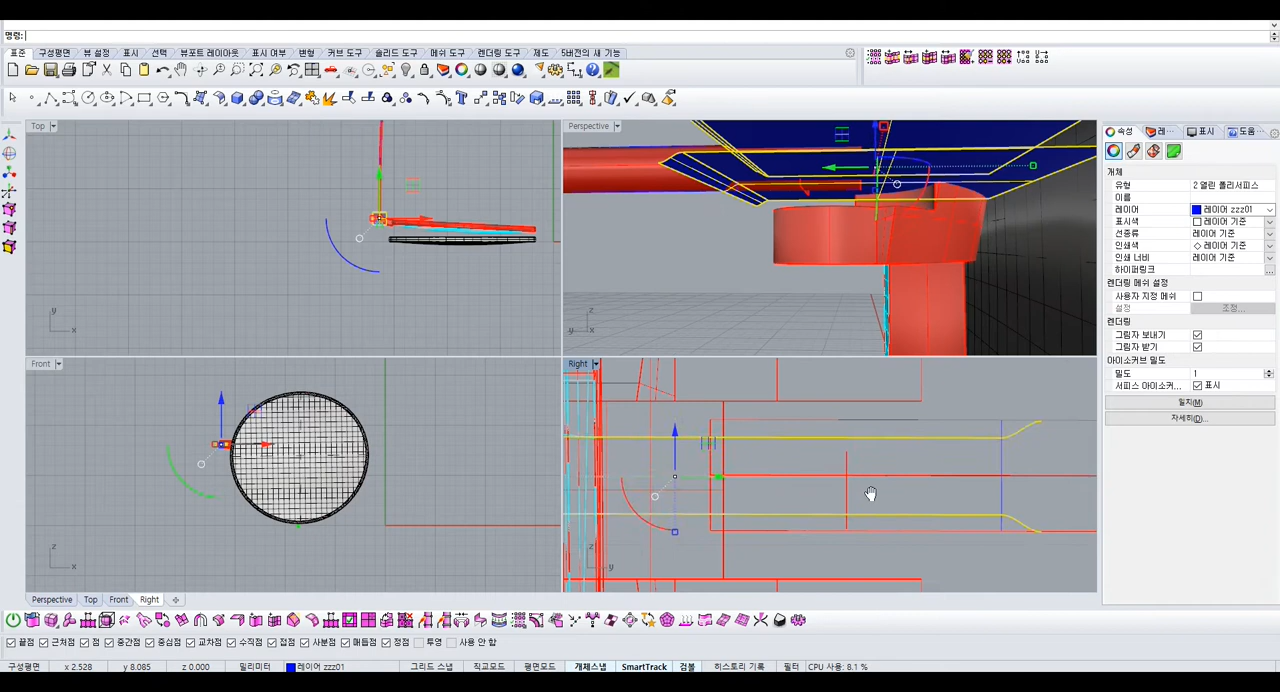 명령:
표준 구성평면 뷰 설정 표시 선택 뷰포트 레이아웃 표시 여부 변형 커브 도구 솔리드 도구 메쉬 도구 렌더링 도구 제도 5버전의 새 기능
Top
Perspective
y
x
z
y
x
속성 레... 표시 도움...
개체
유형 2 열린 폴리서피스
이름
레이어 레이어 zzz01
표시색 레이어 기준
선종류 레이어 기준
인쇄색 레이어 기준
인쇄 너비 레이어 기준
하이퍼링크 ...
렌더링 메쉬 설정
사용자 지정 메쉬
설정 조정...
렌더링
그림자 보내기
그림자 받기
아이소커브 밀도
밀도 1
서피스 아이소커... 표시
일치(M)
자세히(D)...
Front
Right
z
x
z
y
Perspective Top Front Right
끝점 근처점 점 중간점 중심점 교차점 수직점 접점 사분점 매듭점 정점 투영 사용 안 함
구성평면 x 2.528 y 8.085 z 0.000 밀리미터 레이어 zzz01 그리드 스냅 직교모드 평면모드 개체스냅 SmartTrack 검볼 히스토리 기록 필터 CPU 사용: 8.1 %